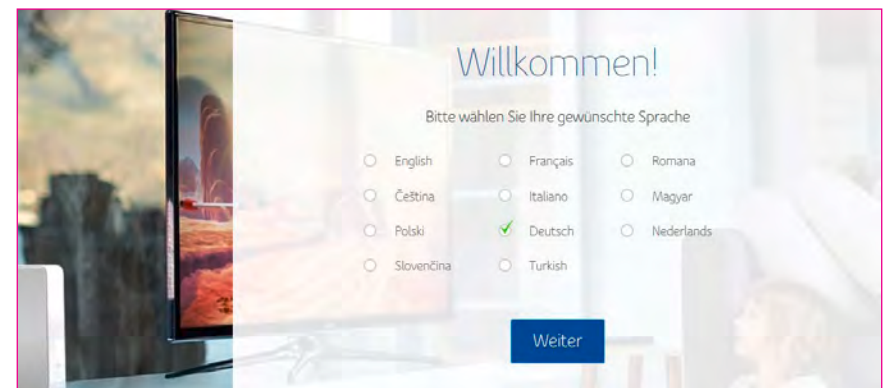 Willkommen!
Bitte wählen Sie Ihre gewünschte Sprache
English Français Romana
Čeština Italiano Magyar
Polski Deutsch Nederlands
Slovenčina Turkish
Weiter